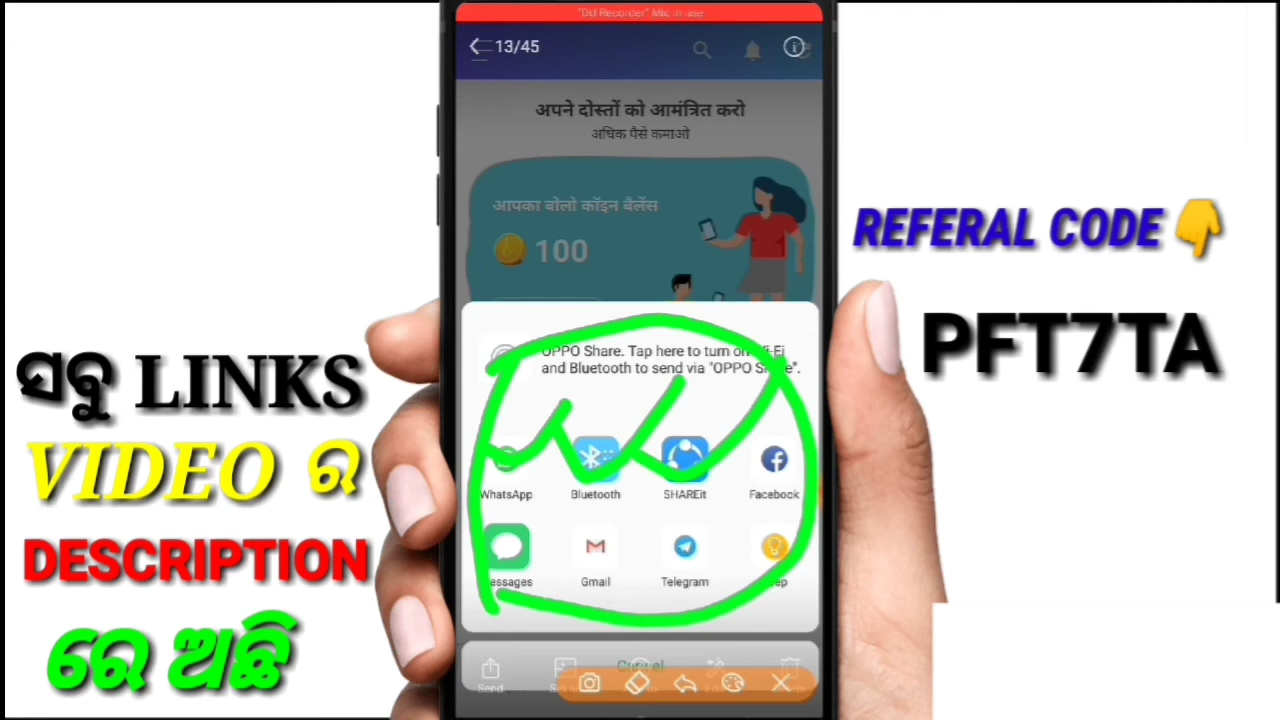 "DU Recorder" Mic in use
13/45
अपने दोस्तों को आमंत्रित करो
अधिक पैसे कमाओ
आपका बोलो कॉइन बैलेंस
100
OPPO Share. Tap here to turn on Wi-Fi
and Bluetooth to send via "OPPO Share".
WhatsApp Bluetooth SHAREit Facebook
Messages Gmail Telegram
Cancel
Send
ସବୁ LINKS
VIDEO ର
DESCRIPTION
ରେ ଅଛି
REFERAL CODE👇
PFT7TA